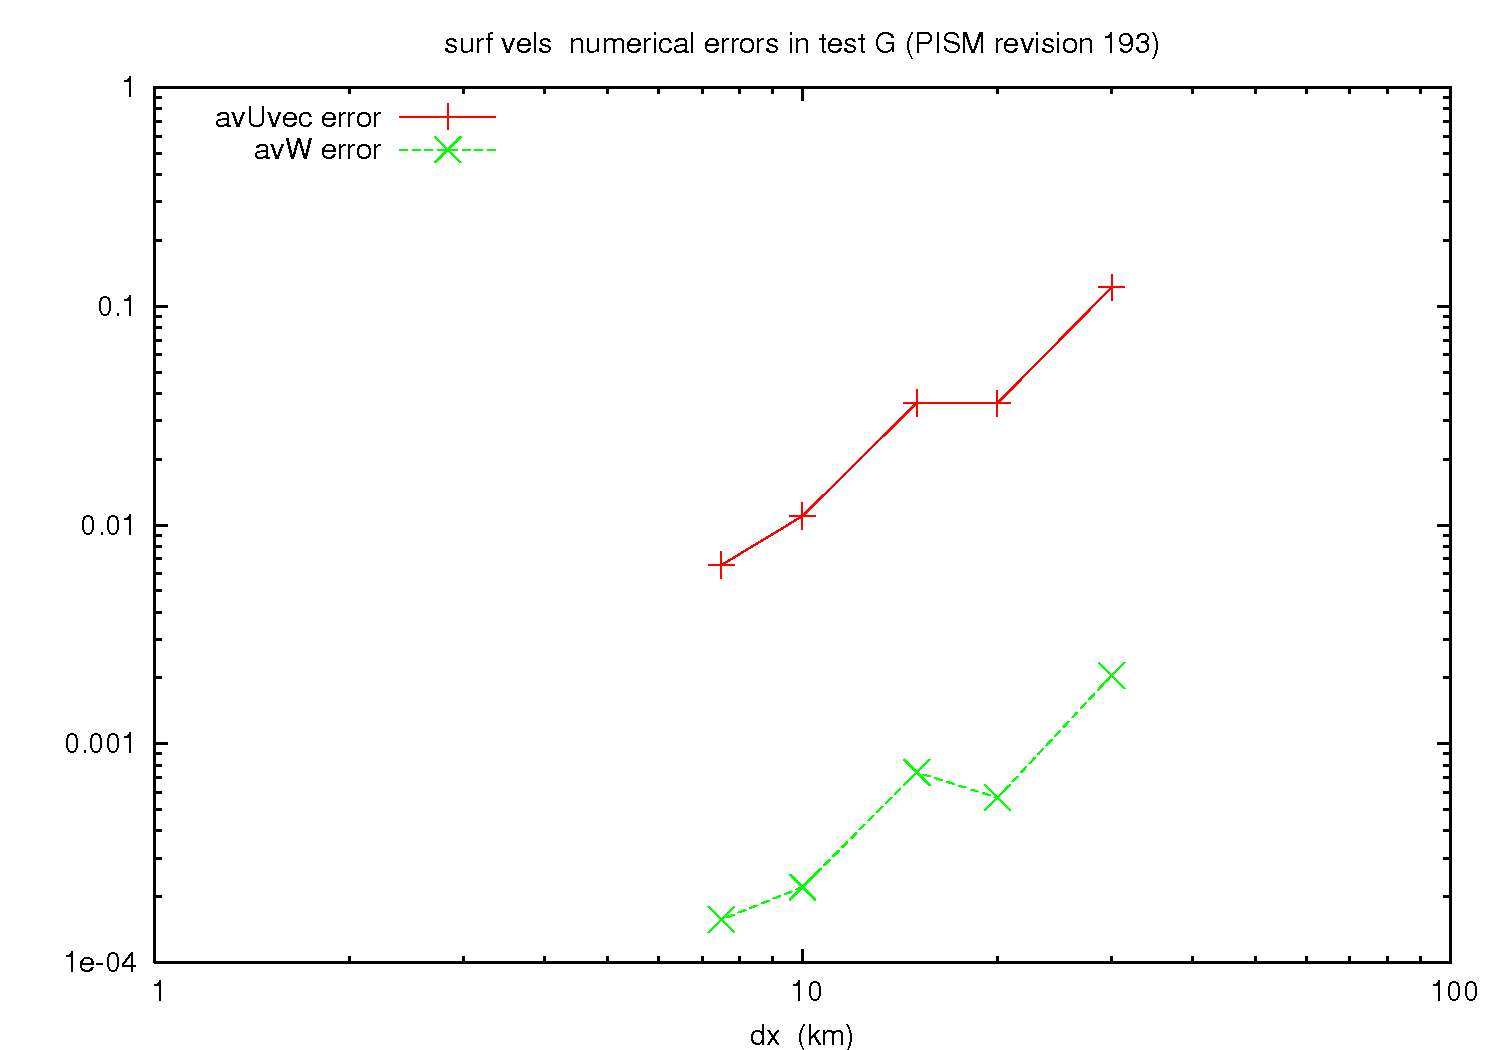 surf vels  numerical errors in test G (PISM revision 193)
1
avUvec error
avW error
0.1
0.01
0.001
1e-04
1 10 100
dx  (km)